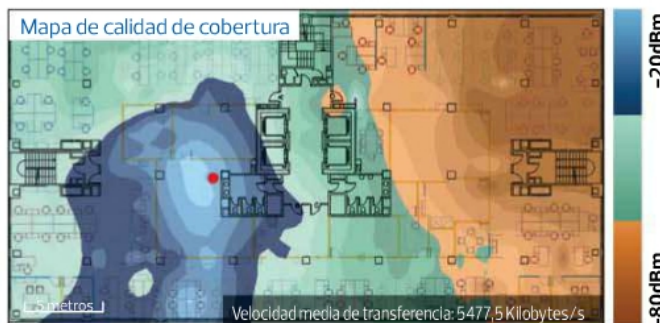 Mapa de calidad de cobertura
-20dBm
-80dBm
5 metros
Velocidad media de transferencia: 5477,5 Kilobytes/s